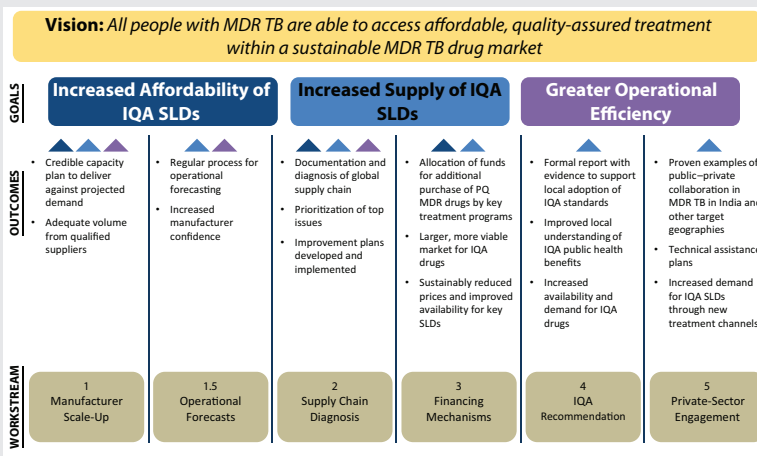 Vision: All people with MDR TB are able to access affordable, quality-assured treatment
within a sustainable MDR TB drug market
GOALS
Increased Affordability of
IQA SLDs
Increased Supply of IQA
SLDs
Greater Operational
Efficiency
OUTCOMES
• Credible capacity
plan to deliver
against projected
demand
• Adequate volume
from qualified
suppliers
• Regular process for
operational
forecasting
• Increased
manufacturer
confidence
• Documentation and
diagnosis of global
supply chain
• Prioritization of top
issues
• Improvement plans
developed and
implemented
• Allocation of funds
for additional
purchase of PQ
MDR drugs by key
treatment programs
• Larger, more viable
market for IQA
drugs
• Sustainably reduced
prices and improved
availability for key
SLDs
• Formal report with
evidence to support
local adoption of
IQA standards
• Improved local
understanding of
IQA public health
benefits
• Increased
availability and
demand for IQA
drugs
• Proven examples of
public–private
collaboration in
MDR TB in India and
other target
geographies
• Technical assistance
plans
• Increased demand
for IQA SLDs
through new
treatment channels
WORKSTREAM
1
Manufacturer
Scale-Up
1.5
Operational
Forecasts
2
Supply Chain
Diagnosis
3
Financing
Mechanisms
4
IQA
Recommendation
5
Private-Sector
Engagement